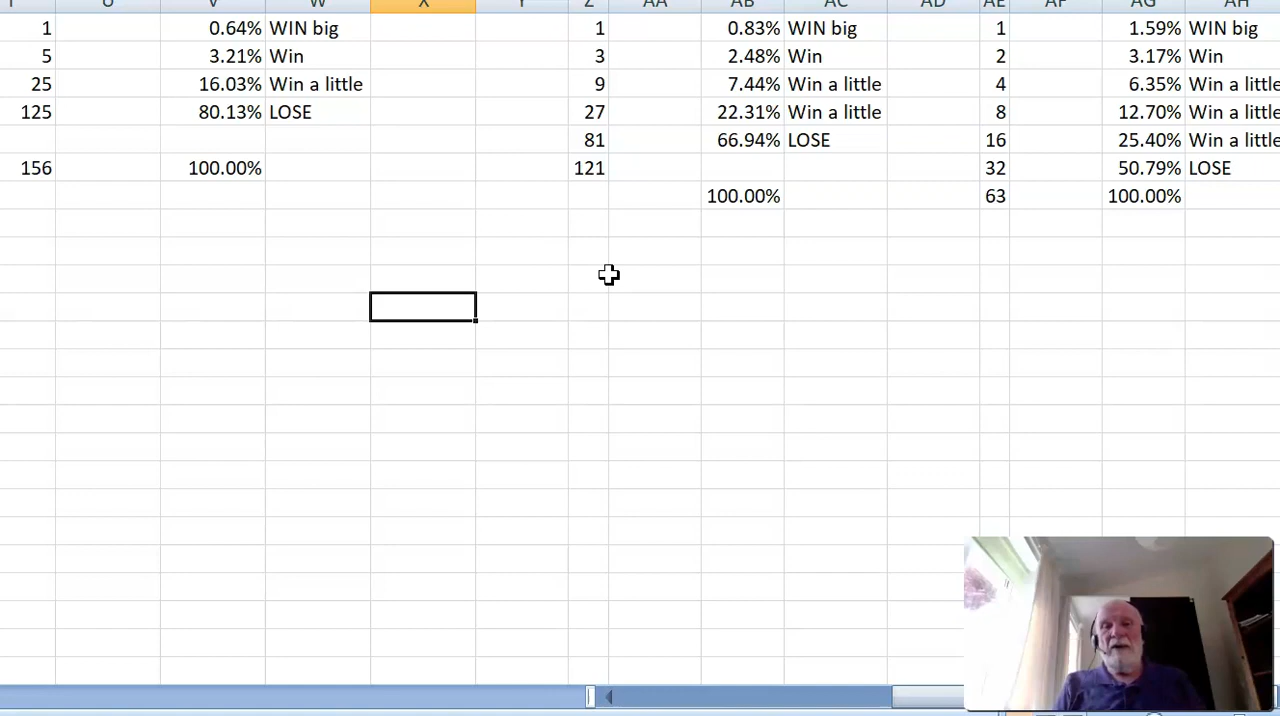 U V W X Y Z AA AB AC AD AE AF AG AH
1 0.64% WIN big 1 0.83% WIN big 1 1.59% WIN big
5 3.21% Win 3 2.48% Win 2 3.17% Win
25 16.03% Win a little 9 7.44% Win a little 4 6.35% Win a little
125 80.13% LOSE 27 22.31% Win a little 8 12.70% Win a little
81 66.94% LOSE 16 25.40% Win a little
156 100.00% 121 32 50.79% LOSE
100.00% 63 100.00%